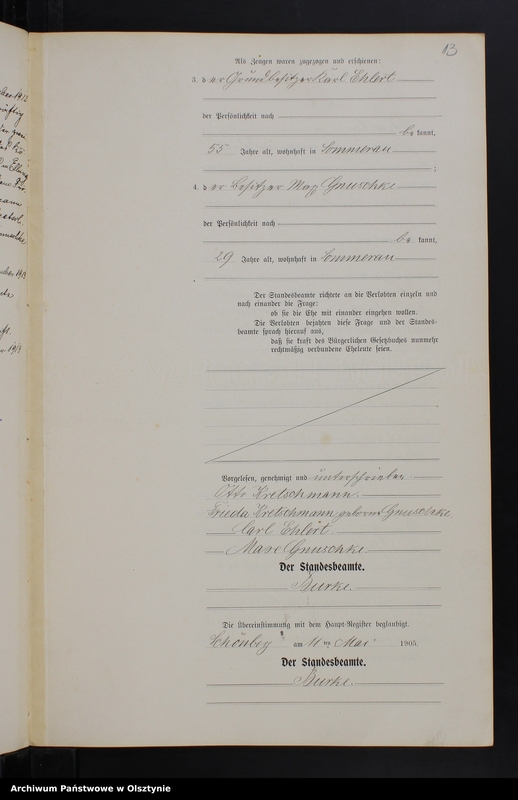 13
Als Zeugen waren zugezogen und erschienen:
3. der Grundbesitzer Karl Ehlert
der Persönlichkeit nach
bekannt,
55 Jahre alt, wohnhaft in Sommerau
;
4. der Besitzer Max Gnuschke
der Persönlichkeit nach
bekannt,
29 Jahre alt, wohnhaft in Sommerau
Der Standesbeamte richtete an die Verlobten einzeln und
nach einander die Frage:
ob sie die Ehe mit einander eingehen wollen.
Die Verlobten bejahten diese Frage und der Standes-
beamte sprach hierauf aus,
daß sie kraft des Bürgerlichen Gesetzbuches nunmehr
rechtmäßig verbundene Eheleute seien.
Vorgelesen, genehmigt und unterschrieben
Otto Kretschmann
Frieda Kretschmann geborne Gnuschke
Carl Ehlert
Max Gnuschke
Der Standesbeamte.
Burke.
Die Übereinstimmung mit dem Haupt-Register beglaubigt.
Schönberg am 11ten Mai 1905.
Der Standesbeamte.
Burke.
Archiwum Państwowe w Olsztynie